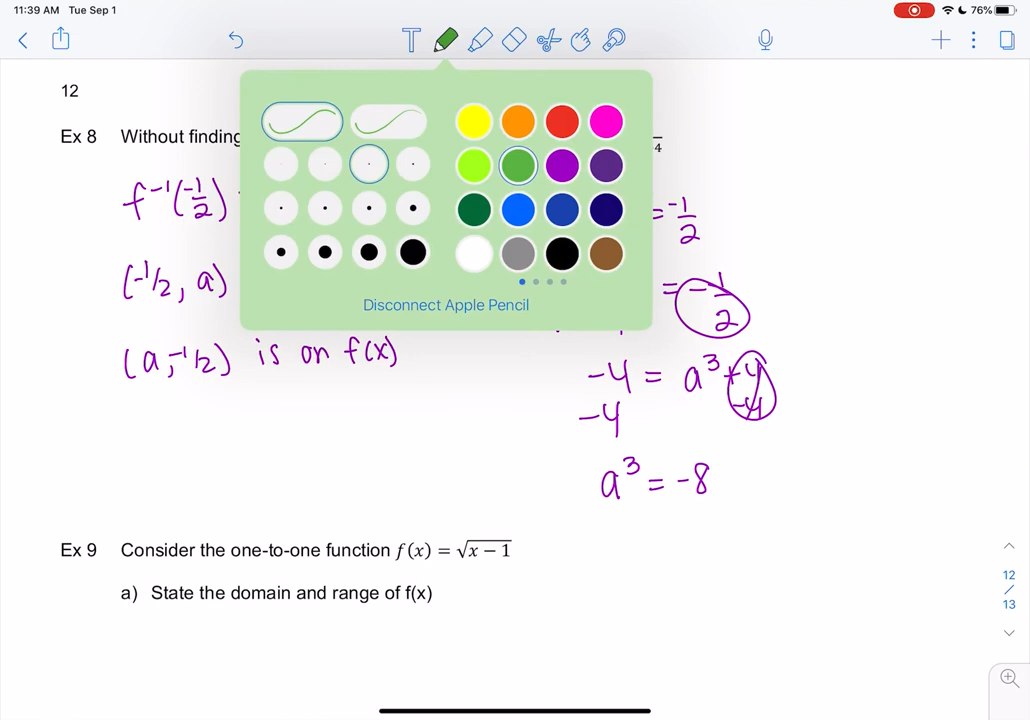 11:39 AM Tue Sep 1 76%
T
12
Ex 8 Without finding
4
f⁻¹(-1/2) = -1/2
(-1/2, a) = -1/2
(a, -1/2) is on f(x)
-4 = a³ + 4
-4 -4
a³ = -8
Disconnect Apple Pencil
Ex 9 Consider the one-to-one function f(x) = √x − 1
a) State the domain and range of f(x)
12
/
13